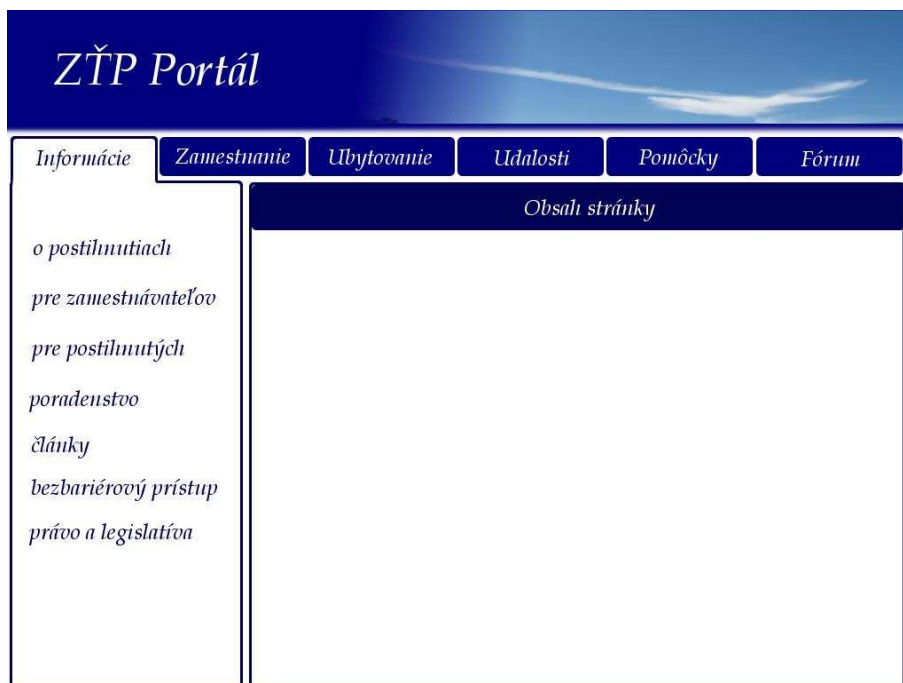 ZŤP Portál
Informácie
Zamestnanie
Ubytovanie
Udalosti
Pomôcky
Fórum
Obsah stránky
o postihnutiach
pre zamestnávateľov
pre postihnutých
poradenstvo
články
bezbariérový prístup
právo a legislatíva